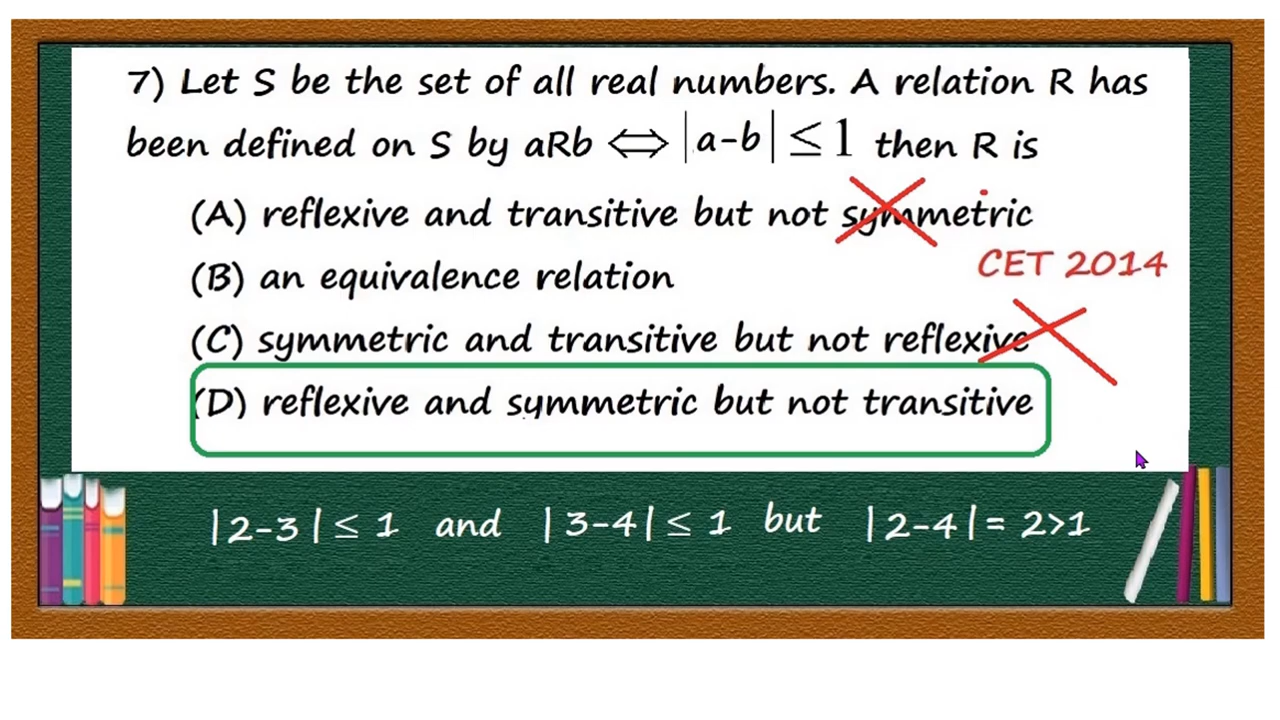 7) Let S be the set of all real numbers. A relation R has
been defined on S by aRb ⇔ |a-b| ≤ 1 then R is
(A) reflexive and transitive but not symmetric
(B) an equivalence relation
CET 2014
(C) symmetric and transitive but not reflexive
(D) reflexive and symmetric but not transitive
|2-3| ≤ 1 and |3-4| ≤ 1 but |2-4| = 2>1